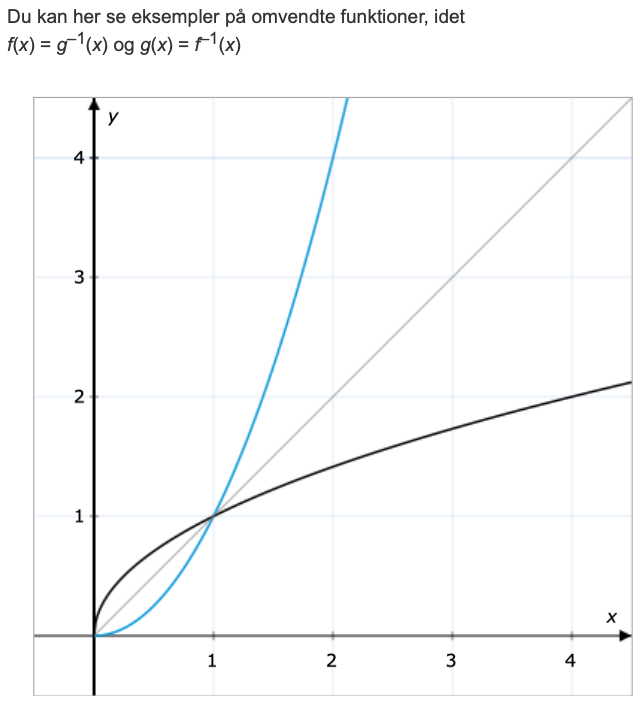 Du kan her se eksempler på omvendte funktioner, idet
f(x) = g⁻¹(x) og g(x) = f⁻¹(x)
y
4
3
2
1
x
1 2 3 4